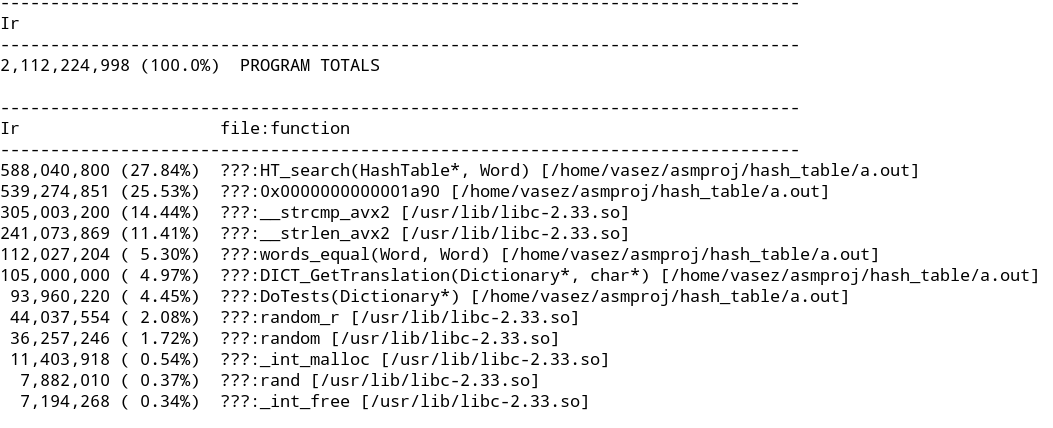 --------------------------------------------------------------------------------
Ir
--------------------------------------------------------------------------------
2,112,224,998 (100.0%)  PROGRAM TOTALS

--------------------------------------------------------------------------------
Ir                    file:function
--------------------------------------------------------------------------------
588,040,800 (27.84%)  ???:HT_search(HashTable*, Word) [/home/vasez/asmproj/hash_table/a.out]
539,274,851 (25.53%)  ???:0x0000000000001a90 [/home/vasez/asmproj/hash_table/a.out]
305,003,200 (14.44%)  ???:__strcmp_avx2 [/usr/lib/libc-2.33.so]
241,073,869 (11.41%)  ???:__strlen_avx2 [/usr/lib/libc-2.33.so]
112,027,204 ( 5.30%)  ???:words_equal(Word, Word) [/home/vasez/asmproj/hash_table/a.out]
105,000,000 ( 4.97%)  ???:DICT_GetTranslation(Dictionary*, char*) [/home/vasez/asmproj/hash_table/a.out]
 93,960,220 ( 4.45%)  ???:DoTests(Dictionary*) [/home/vasez/asmproj/hash_table/a.out]
 44,037,554 ( 2.08%)  ???:random_r [/usr/lib/libc-2.33.so]
 36,257,246 ( 1.72%)  ???:random [/usr/lib/libc-2.33.so]
 11,403,918 ( 0.54%)  ???:_int_malloc [/usr/lib/libc-2.33.so]
  7,882,010 ( 0.37%)  ???:rand [/usr/lib/libc-2.33.so]
  7,194,268 ( 0.34%)  ???:_int_free [/usr/lib/libc-2.33.so]